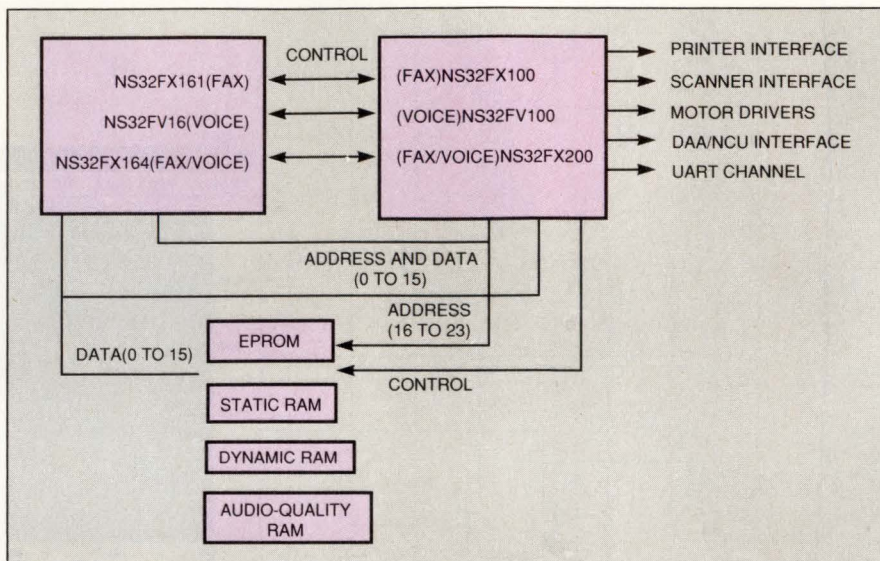 CONTROL
NS32FX161(FAX)
NS32FV16(VOICE)
NS32FX164(FAX/VOICE)
(FAX)NS32FX100
(VOICE)NS32FV100
(FAX/VOICE)NS32FX200
PRINTER INTERFACE
SCANNER INTERFACE
MOTOR DRIVERS
DAA/NCU INTERFACE
UART CHANNEL
ADDRESS AND DATA
(0 TO 15)
ADDRESS
(16 TO 23)
DATA(0 TO 15)
EPROM
CONTROL
STATIC RAM
DYNAMIC RAM
AUDIO-QUALITY
RAM